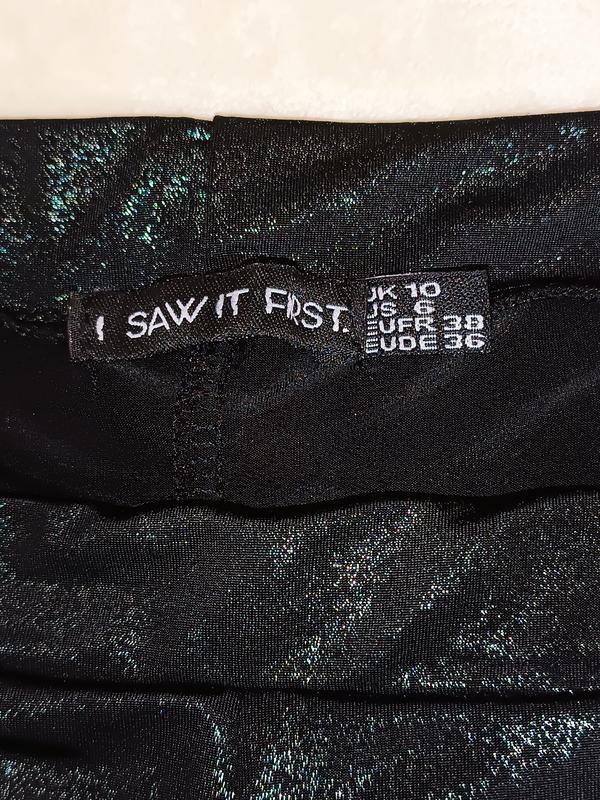 I SAW IT FIRST.
UK 10
US 6
EUFR 38
EUDE 36